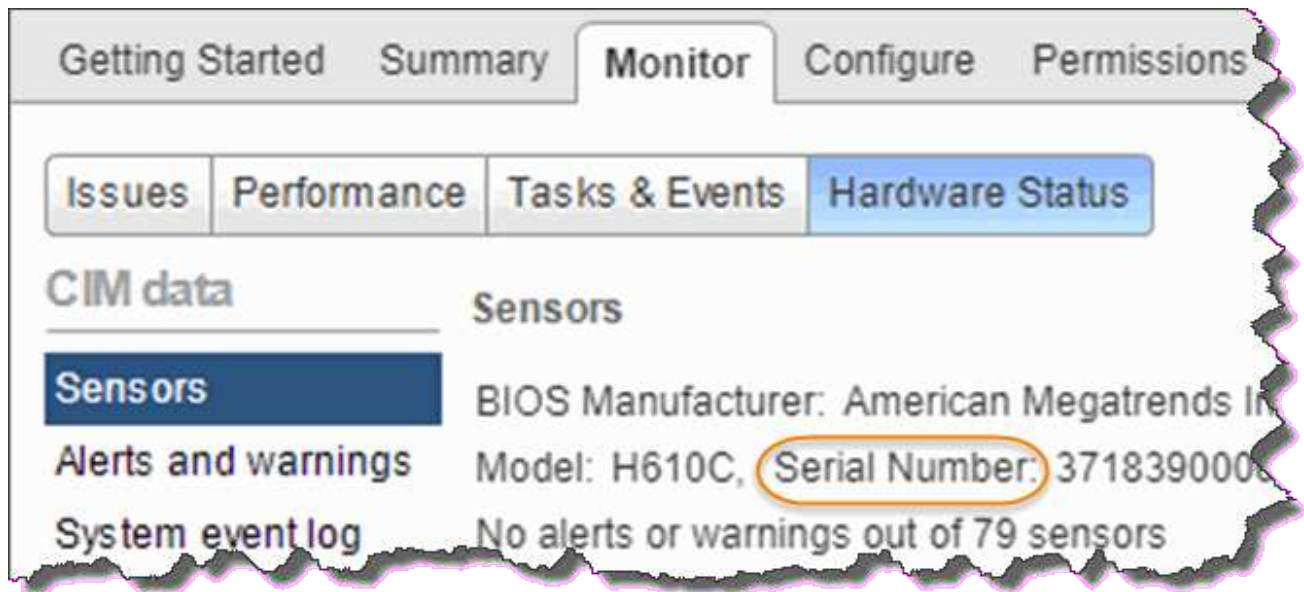 Getting Started Summary Monitor Configure Permissions
Issues Performance Tasks & Events Hardware Status
CIM data
Sensors
Sensors
Alerts and warnings
System event log
BIOS Manufacturer: American Megatrends
Model: H610C, Serial Number: 371839000
No alerts or warnings out of 79 sensors